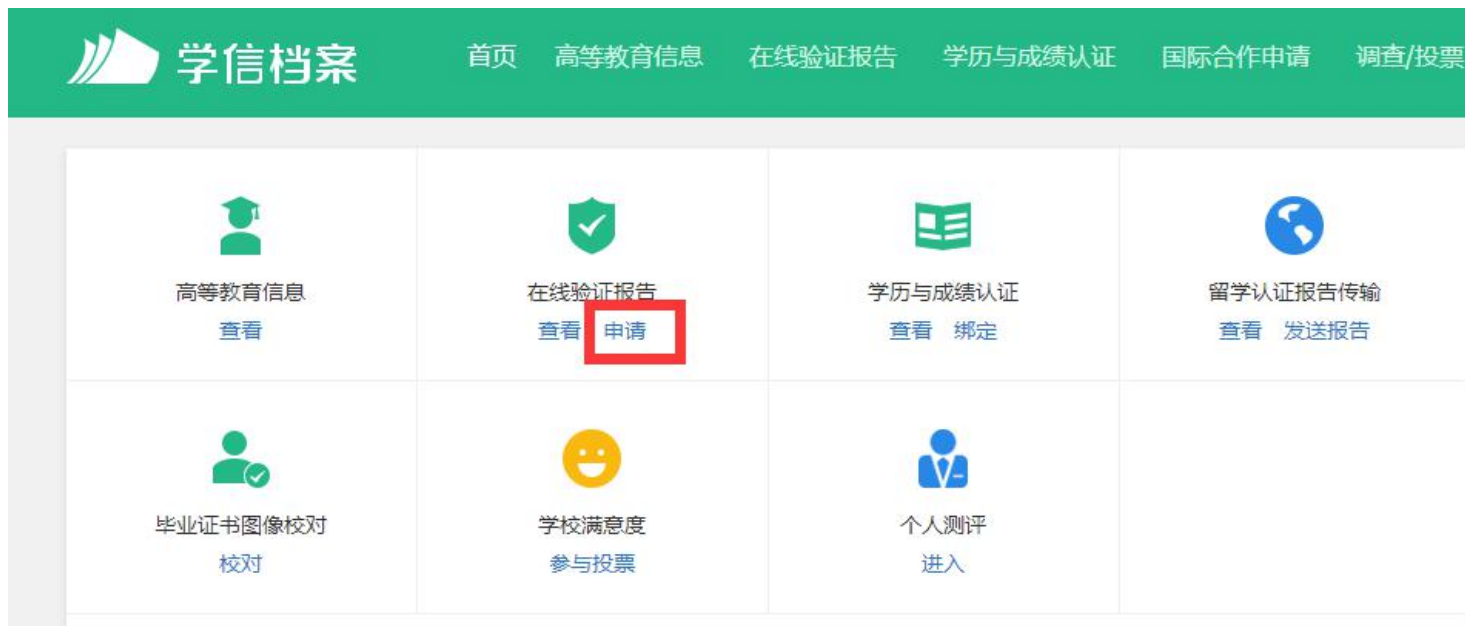 学信档案 首页 高等教育信息 在线验证报告 学历与成绩认证 国际合作申请 调查/投票
高等教育信息 在线验证报告 学历与成绩认证 留学认证报告传输
查看 查看 申请 查看 绑定 查看 发送报告
毕业证书图像校对 学校满意度 个人测评
校对 参与投票 进入